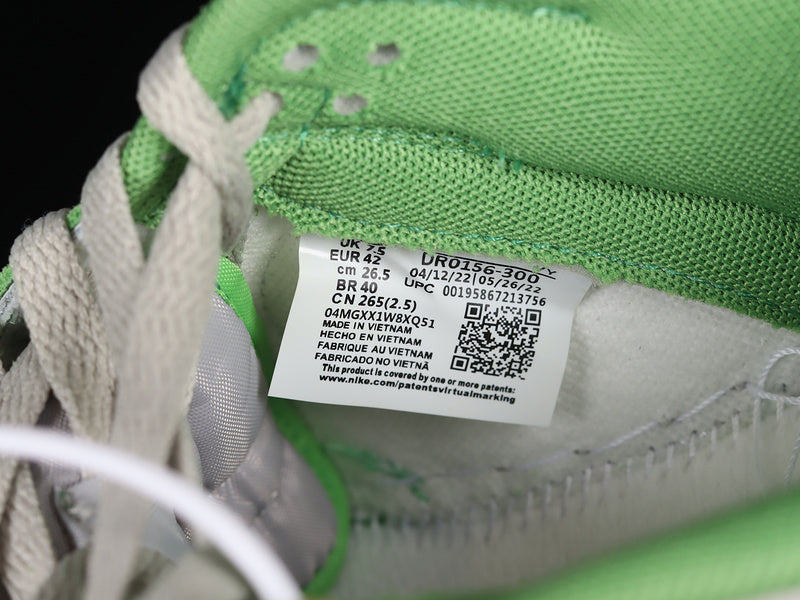 UK 7.5
EUR 42
cm 26.5
BR 40
CN 265(2.5)
04MGXX1W8XQ51
MADE IN VIETNAM
HECHO EN VIETNAM
FABRIQUE AU VIETNAM
FABRICADO NO VIETNÃ
This product is covered by one or more patents:
www.nike.com/patentsvirtualmarking
DR0156-300
04/12/22|05/26/22
UPC 00195867213756